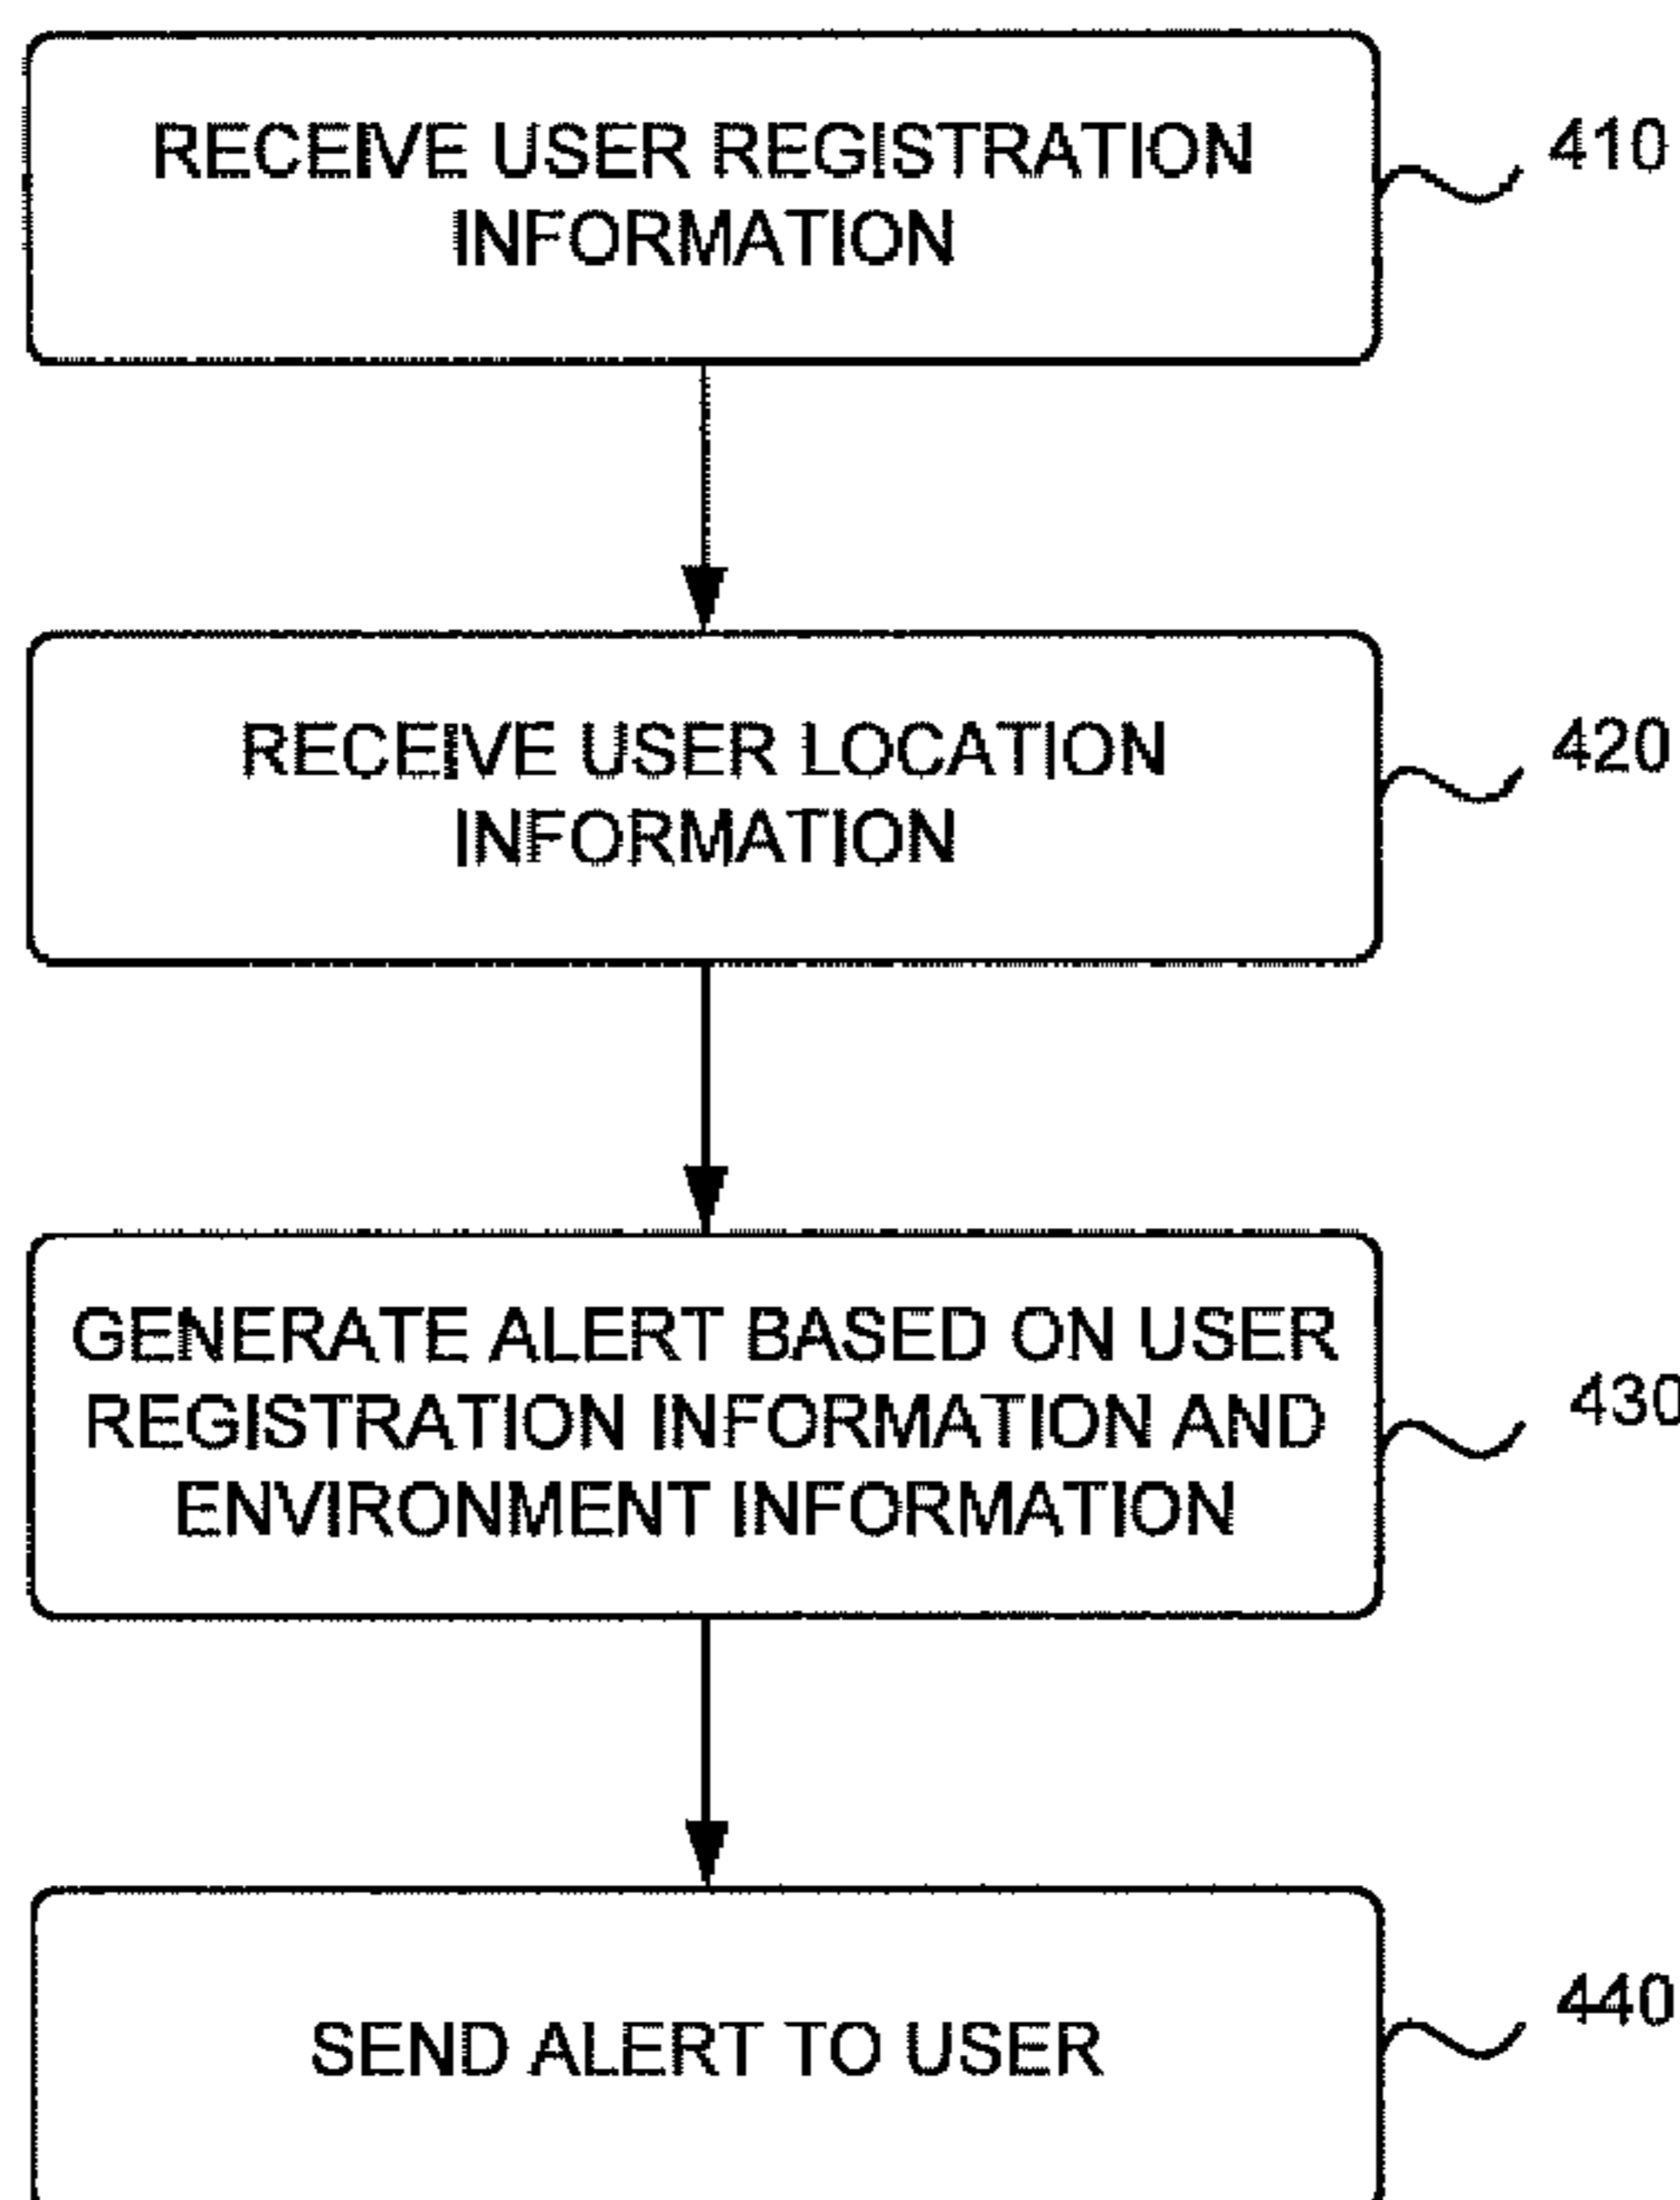 RECEIVE USER REGISTRATION
INFORMATION
410
RECEIVE USER LOCATION
INFORMATION
420
GENERATE ALERT BASED ON USER
REGISTRATION INFORMATION AND
ENVIRONMENT INFORMATION
430
SEND ALERT TO USER
440